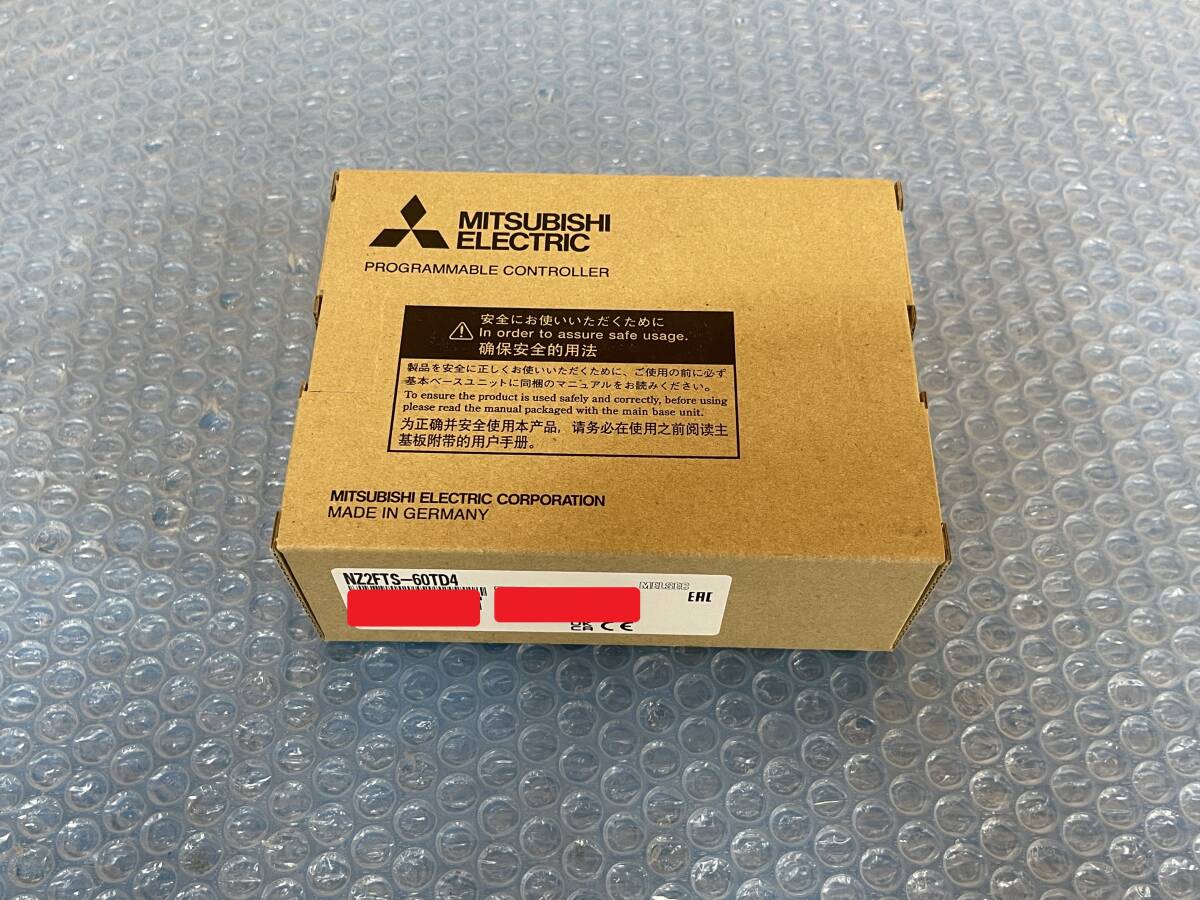 MITSUBISHI
ELECTRIC
PROGRAMMABLE CONTROLLER
安全にお使いいただくために
In order to assure safe usage.
确保安全的用法
製品を安全に正しくお使いいただくために、ご使用の前に必ず
基本ベースユニットに同梱のマニュアルをお読みください。
To ensure the product is used safely and correctly, before using
please read the manual packaged with the main base unit.
为正确并安全使用本产品，请务必在使用之前阅读主
基板附带的用户手册。
MITSUBISHI ELECTRIC CORPORATION
MADE IN GERMANY
NZ2FTS-60TD4
MELSEC
EAC
UK
CA CE